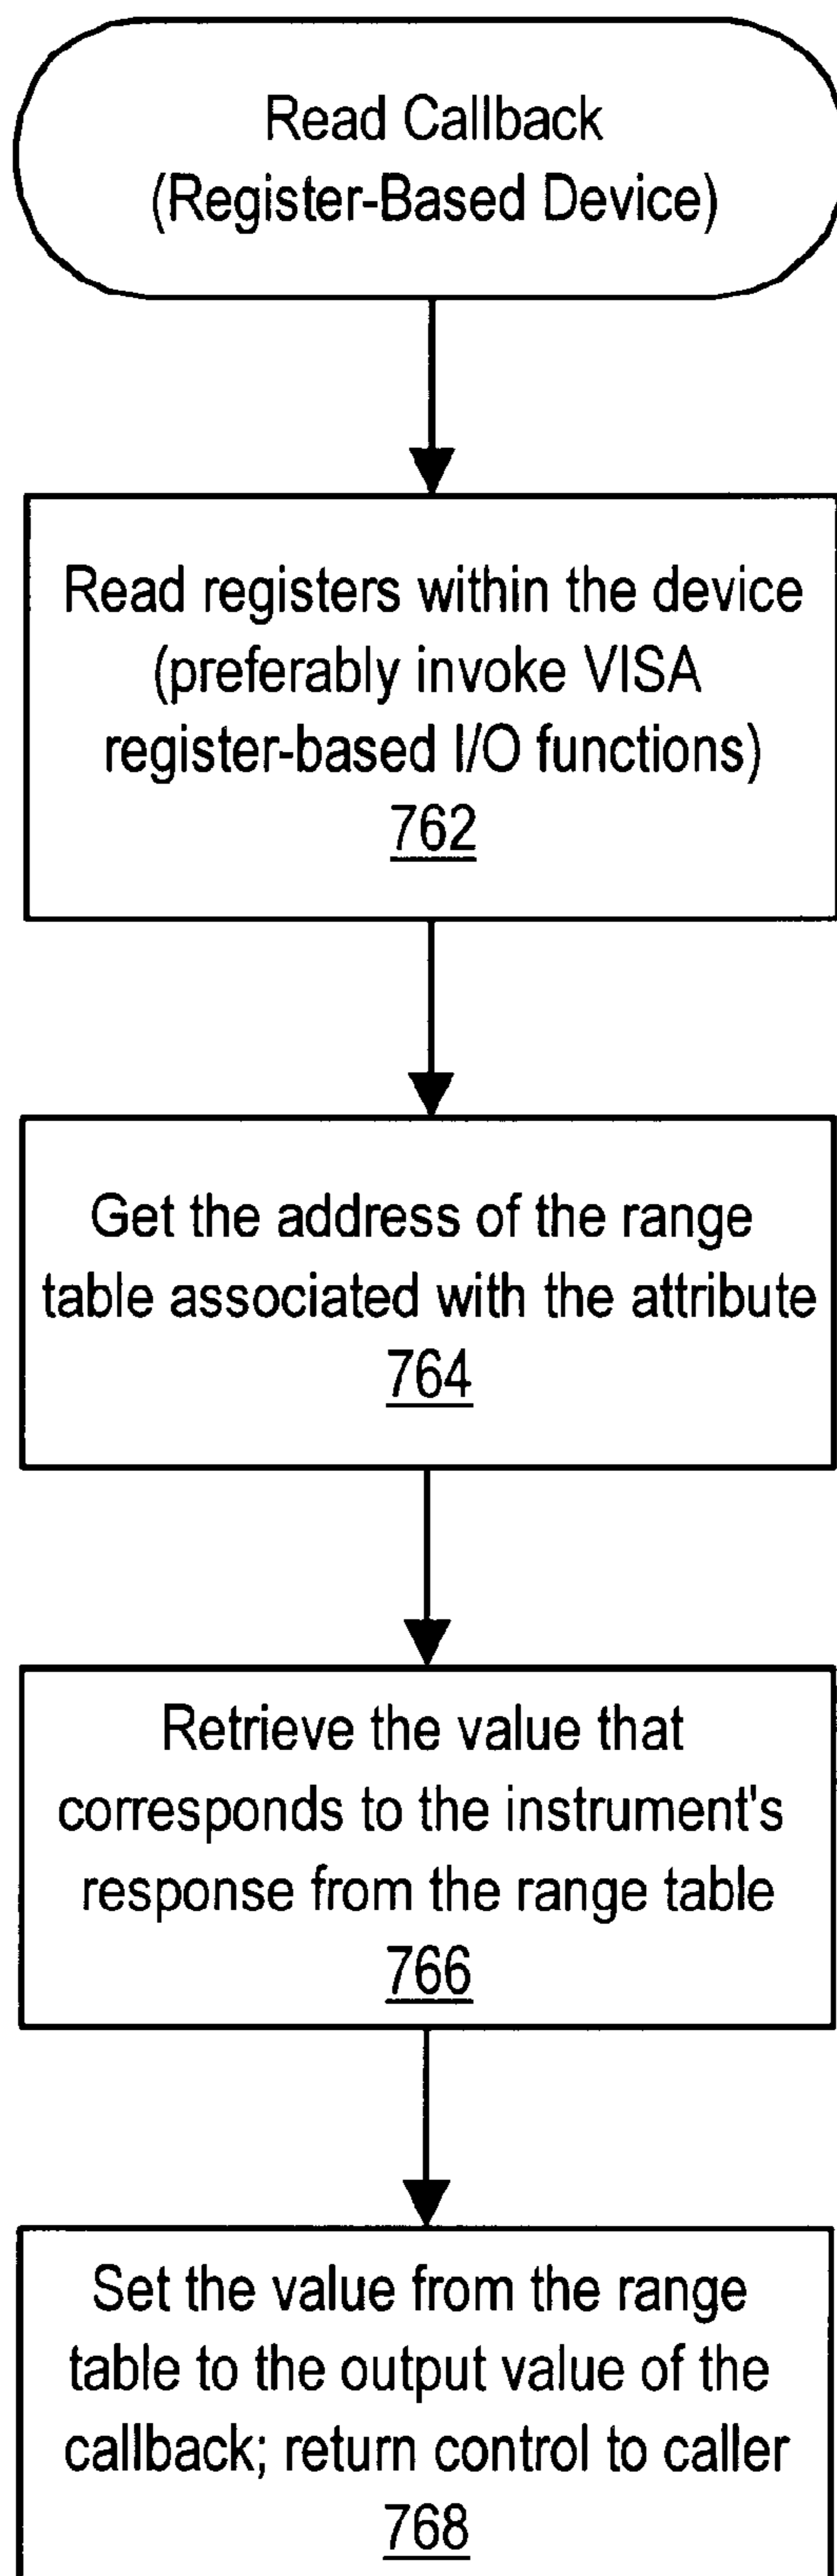 Read Callback
(Register-Based Device)
Read registers within the device
(preferably invoke VISA
register-based I/O functions)
762
Get the address of the range
table associated with the attribute
764
Retrieve the value that
corresponds to the instrument's
response from the range table
766
Set the value from the range
table to the output value of the
callback; return control to caller
768